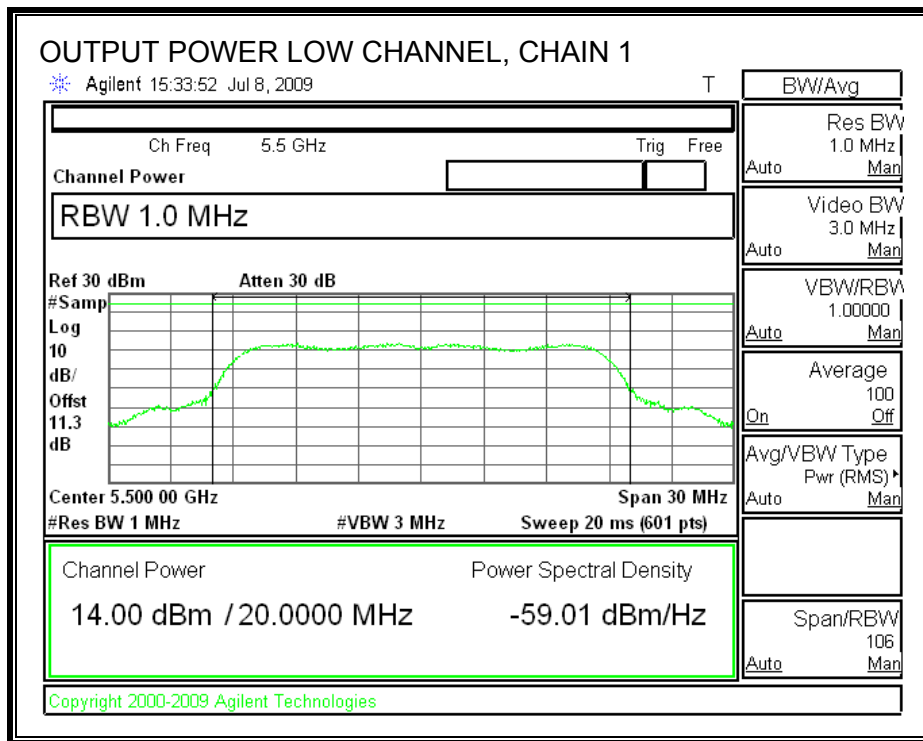 OUTPUT POWER LOW CHANNEL, CHAIN 1
Agilent 15:33:52 Jul 8, 2009 T
BW/Avg
Ch Freq 5.5 GHz Trig Free
Channel Power
RBW 1.0 MHz
Ref 30 dBm Atten 30 dB
#Samp
Log
10
dB/
Offst
11.3
dB
Center 5.500 00 GHz Span 30 MHz
#Res BW 1 MHz #VBW 3 MHz Sweep 20 ms (601 pts)
Channel Power Power Spectral Density
14.00 dBm / 20.0000 MHz -59.01 dBm/Hz
Res BW
1.0 MHz
Auto Man
Video BW
3.0 MHz
Auto Man
VBW/RBW
1.00000
Auto Man
Average
100
On Off
Avg/VBW Type
Pwr (RMS)
Auto Man
Span/RBW
106
Auto Man
Copyright 2000-2009 Agilent Technologies